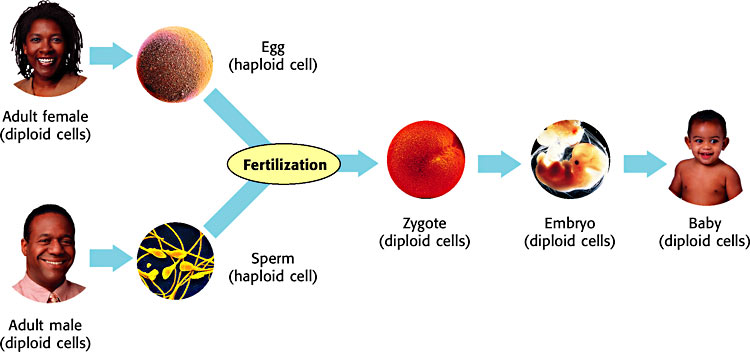 Egg
(haploid cell)
Adult female
(diploid cells)
Fertilization
Zygote
(diploid cells)
Embryo
(diploid cells)
Baby
(diploid cells)
Sperm
(haploid cell)
Adult male
(diploid cells)